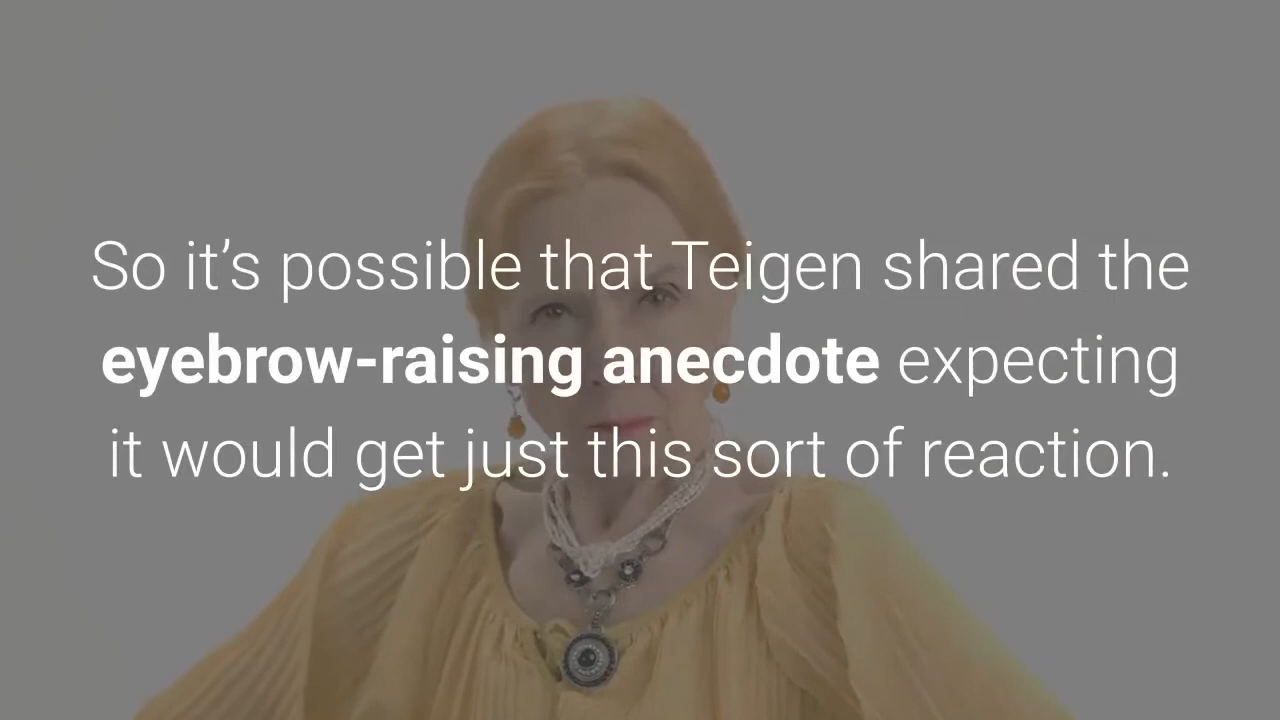 So it’s possible that Teigen shared the
eyebrow-raising anecdote expecting
it would get just this sort of reaction.